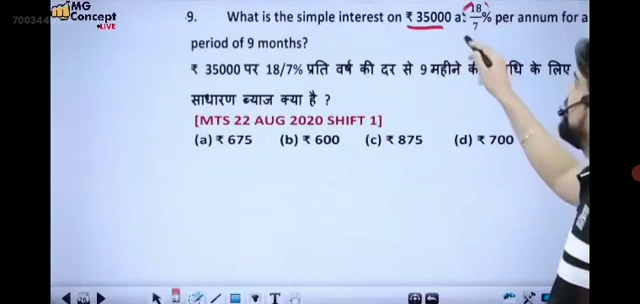 700344
MG
Concept
LIVE
9. What is the simple interest on ₹ 35000 at 18/7% per annum for a
period of 9 months?
₹ 35000 पर 18/7% प्रति वर्ष की दर से 9 महीने के लिए
साधारण ब्याज क्या है ?
[MTS 22 AUG 2020 SHIFT 1]
(a) ₹ 675 (b) ₹ 600 (c) ₹ 875 (d) ₹ 700
26
T